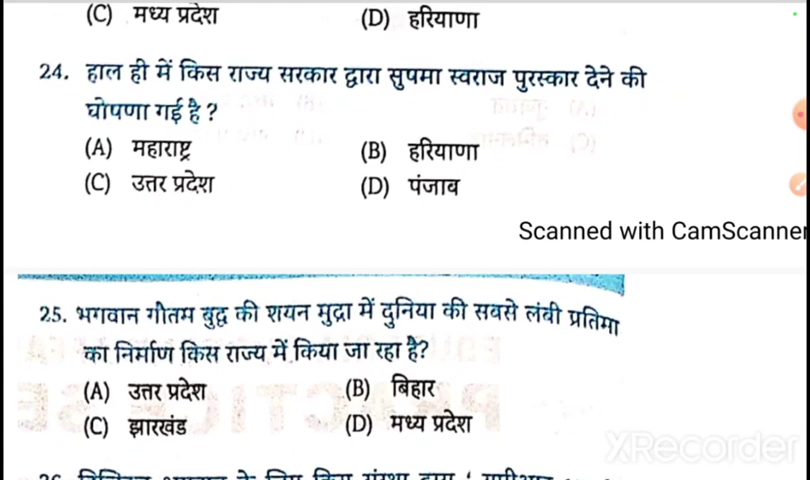 (C) मध्य प्रदेश (D) हरियाणा
24. हाल ही में किस राज्य सरकार द्वारा सुषमा स्वराज पुरस्कार देने की
घोषणा गई है ?
(A) महाराष्ट्र (B) हरियाणा
(C) उत्तर प्रदेश (D) पंजाब
Scanned with CamScanner
25. भगवान गौतम बुद्ध की शयन मुद्रा में दुनिया की सबसे लंबी प्रतिमा
का निर्माण किस राज्य में किया जा रहा है?
(A) उत्तर प्रदेश (B) बिहार
(C) झारखंड (D) मध्य प्रदेश
XRecorder